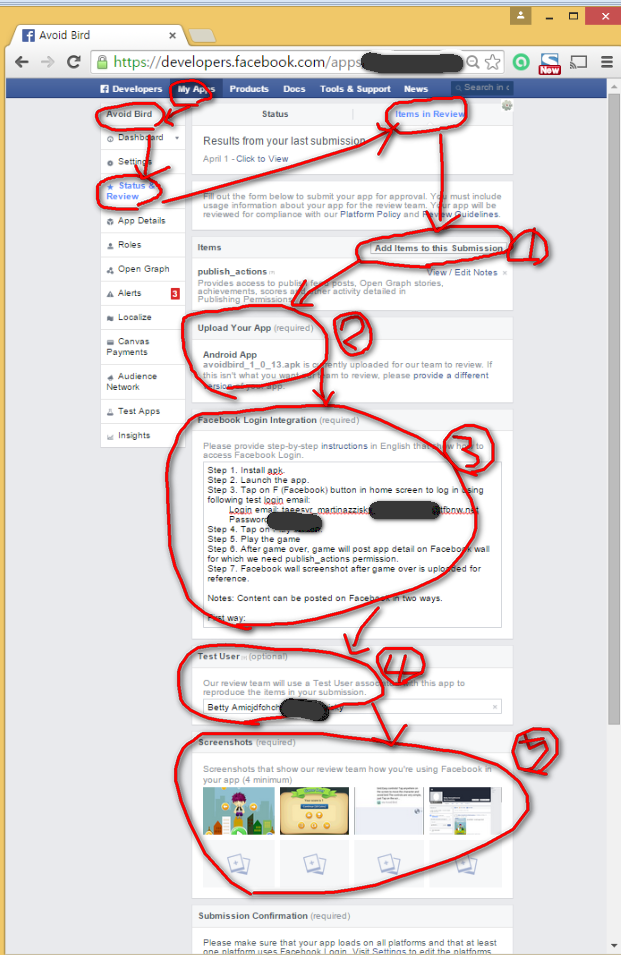 Avoid Bird
https://developers.facebook.com/apps
New
Developers My Apps Products Docs Tools & Support News Search in
Avoid Bird
Status Items in Review
Dashboard
Settings
Status &
Review
App Details
Roles
Open Graph
Alerts 3
Localize
Canvas
Payments
Audience
Network
Test Apps
Insights
Results from your last submission
April 1 - Click to View
Fill out the form below to submit your app for approval. You must include
usage information about your app for the review team. Your app will be
reviewed for compliance with our Platform Policy and Review Guidelines.
Items Add Items to this Submission
1
publish_actions View / Edit Notes ×
Provides access to publish feed posts, Open Graph stories,
achievements, scores and other activity detailed in
Publishing Permissions
Upload Your App (required)
2
Android App
avoidbird_1_0_13.apk is currently uploaded for our team to review. If
this isn't what you want our team to review, please provide a different
version of your app.
Facebook Login Integration (required)
3
Please provide step-by-step instructions in English that show how to
access Facebook Login.
Step 1. Install apk.
Step 2. Launch the app.
Step 3. Tap on F (Facebook) button in home screen to log in using
following test login email:
Login email: tfbnw.net
Password
Step 4. Tap on Play
Step 5. Play the game
Step 6. After game over, game will post app detail on Facebook wall
for which we need publish_actions permission.
Step 7. Facebook wall screenshot after game over is uploaded for
reference.
Notes: Content can be posted on Facebook in two ways.
First way:
Test User (optional)
4
Our review team will use a Test User associated with this app to
reproduce the items in your submission.
Betty Amicjdfchch
Screenshots (required)
5
Screenshots that show our review team how you're using Facebook in
your app (4 minimum)
Submission Confirmation (required)
Please make sure that your app loads on all platforms and that at least
one platform uses Facebook Login. Visit Settings to edit the platforms